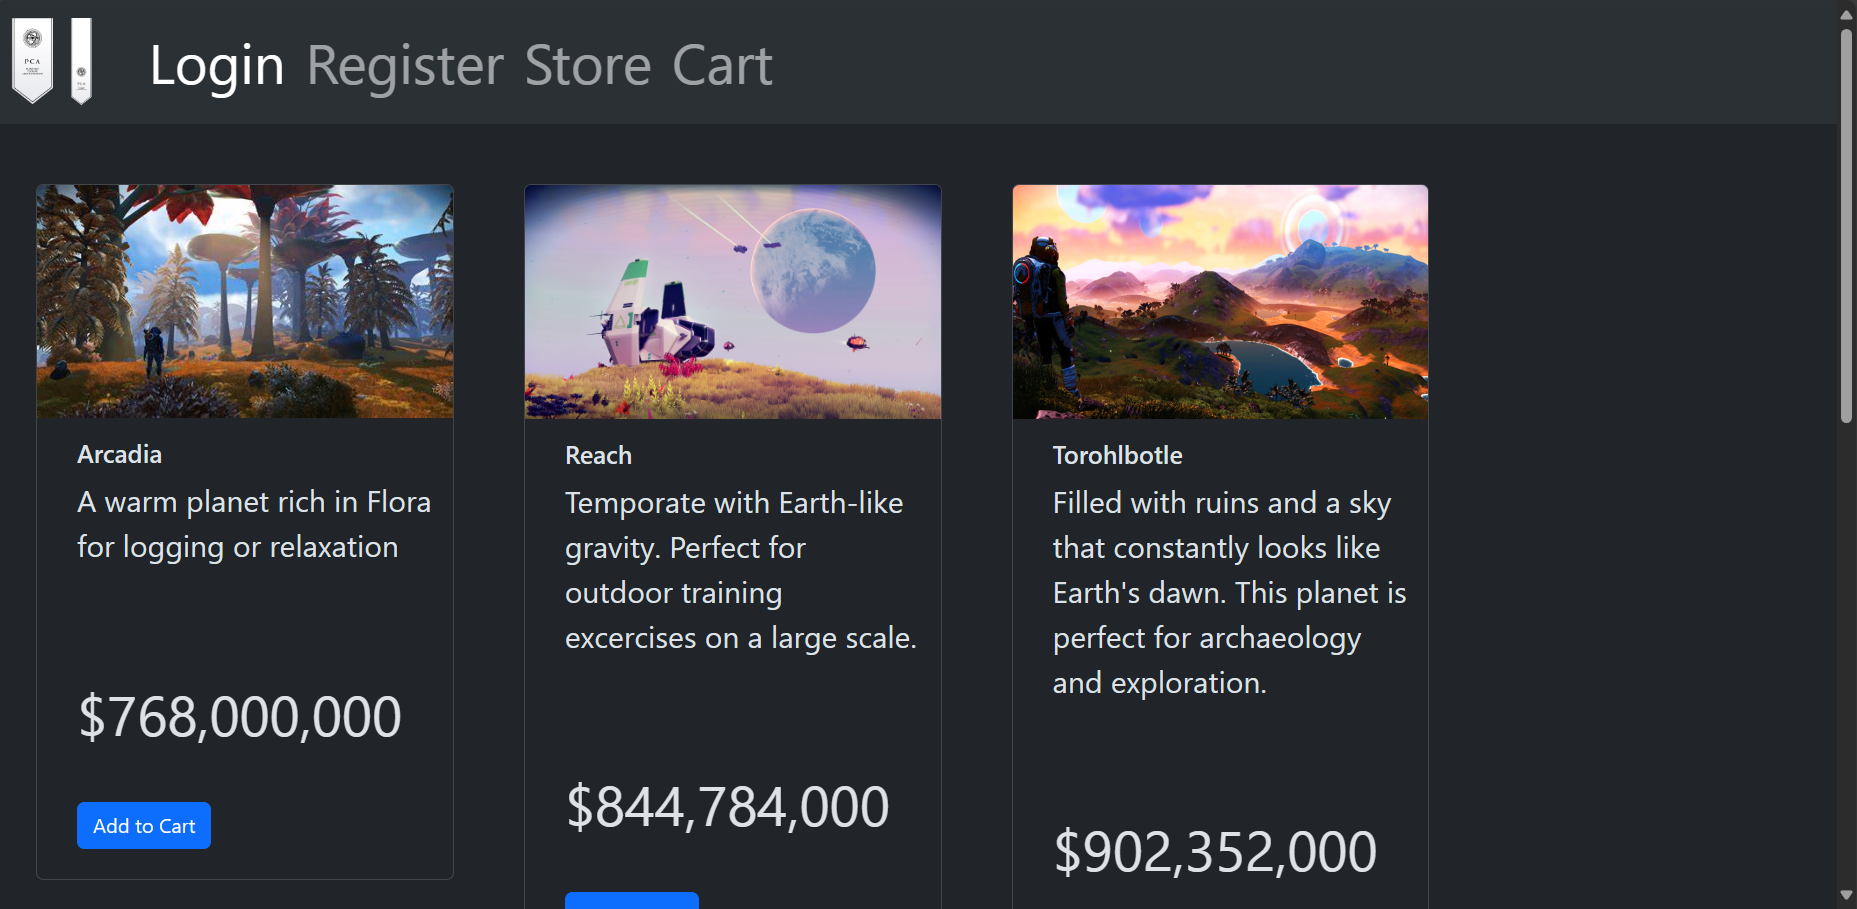 PCA
Login Register Store Cart
Arcadia
A warm planet rich in Flora
for logging or relaxation
$768,000,000
Add to Cart
Reach
Temporate with Earth-like
gravity. Perfect for
outdoor training
excercises on a large scale.
$844,784,000
Torohlbotle
Filled with ruins and a sky
that constantly looks like
Earth's dawn. This planet is
perfect for archaeology
and exploration.
$902,352,000